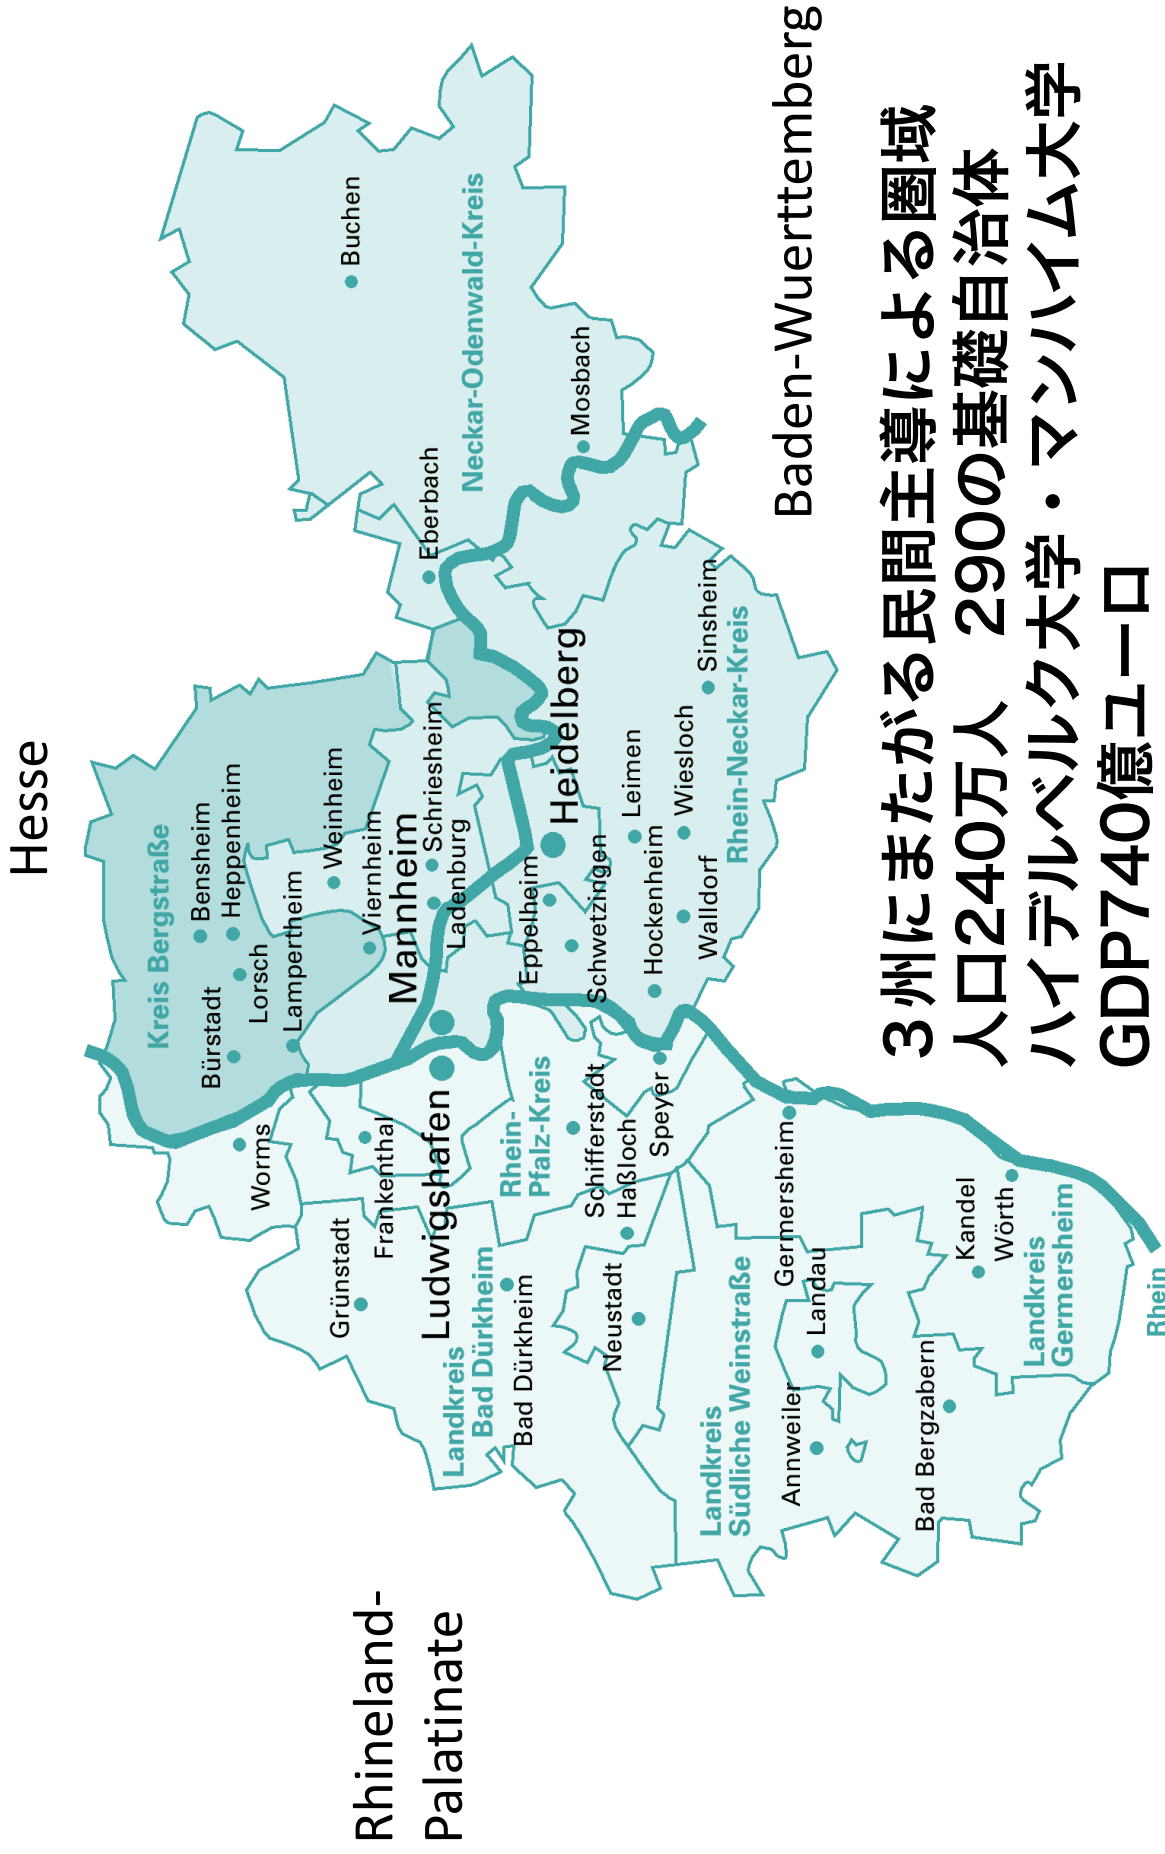 Hesse
Rhineland-
Palatinate
Baden-Wuerttemberg
Kreis Bergstraße
Bürstadt
Bensheim
Heppenheim
Lorsch
Lampertheim
Worms
Weinheim
Viernheim
Buchen
Grünstadt
Frankenthal
Mannheim
Schriesheim
Ladenburg
Eberbach
Neckar-Odenwald-Kreis
Ludwigshafen
Landkreis
Bad Dürkheim
Bad Dürkheim
Rhein-
Pfalz-Kreis
Eppelheim
Heidelberg
Mosbach
Schifferstadt
Schwetzingen
Haßloch
Neustadt
Leimen
Speyer
Hockenheim
Wiesloch
Sinsheim
Walldorf
Rhein-Neckar-Kreis
Landkreis
Südliche Weinstraße
Germersheim
Landau
Annweiler
Bad Bergzabern
Kandel
Wörth
Landkreis
Germersheim
Rhein
3州にまたがる民間主導による圏域
人口240万人　290の基礎自治体
ハイデルベルク大学・マンハイム大学
GDP740億ユーロ